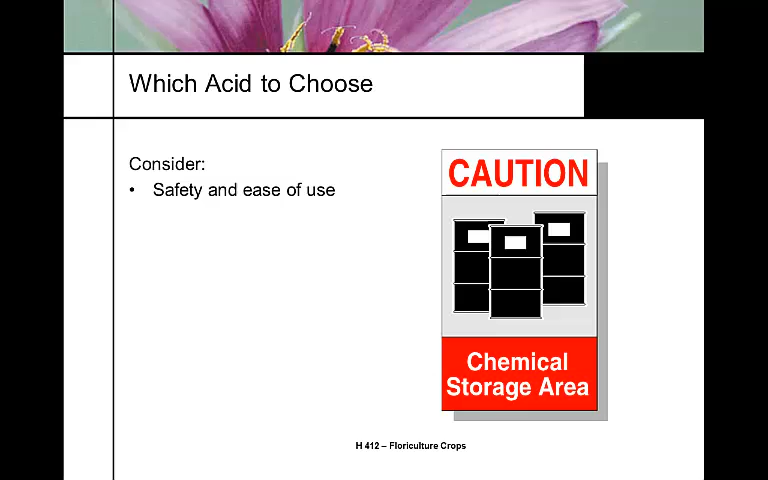 Which Acid to Choose
Consider:
• Safety and ease of use
CAUTION
Chemical
Storage Area
H 412 – Floriculture Crops